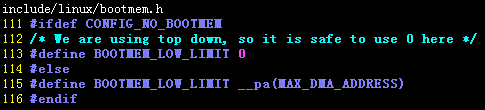 include/linux/bootmem.h
111 #ifdef CONFIG_NO_BOOTMEM
112 /* We are using top down, so it is safe to use 0 here */
113 #define BOOTMEM_LOW_LIMIT 0
114 #else
115 #define BOOTMEM_LOW_LIMIT __pa(MAX_DMA_ADDRESS)
116 #endif